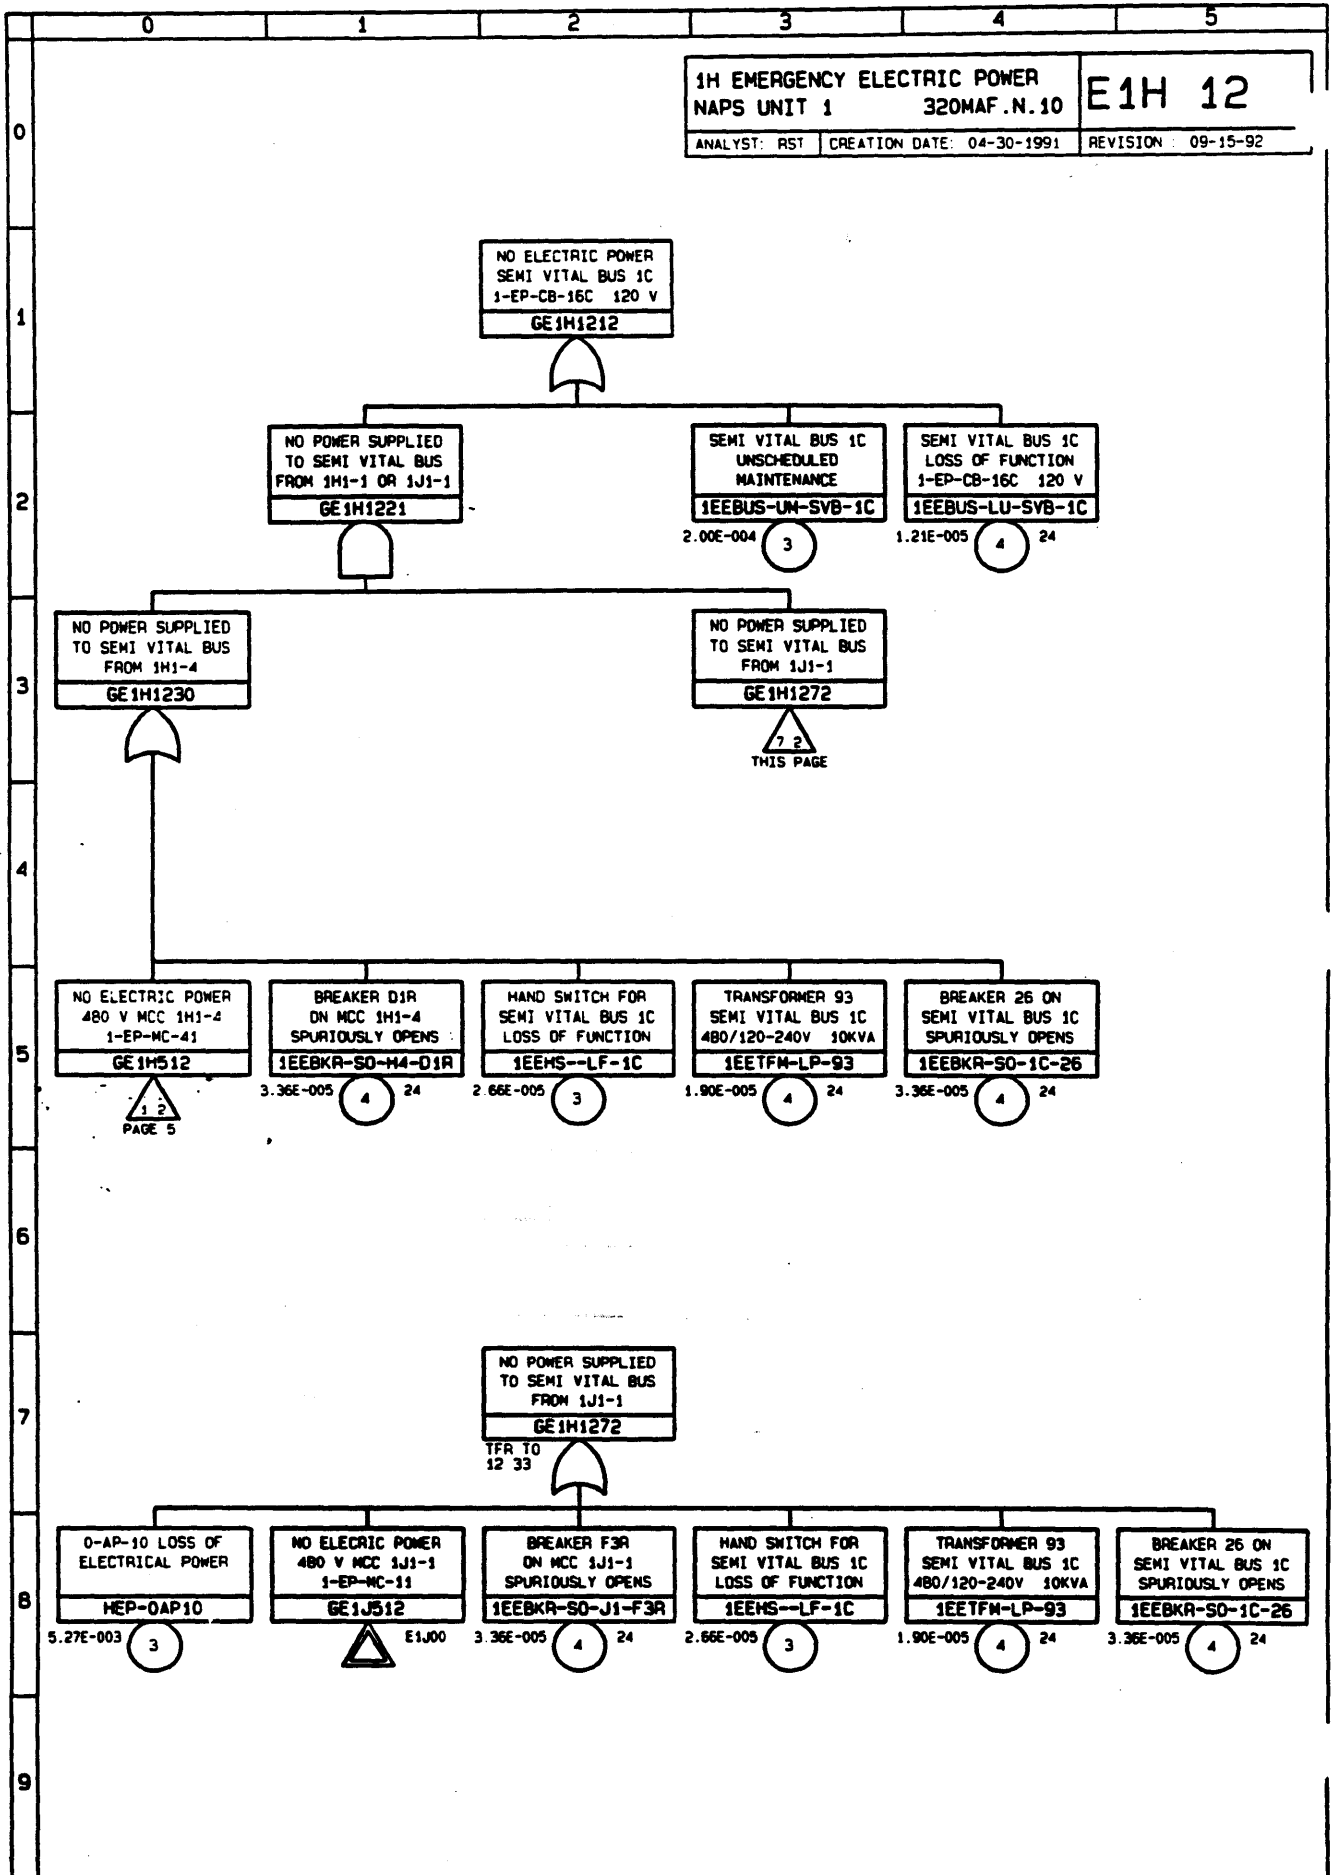 0 1 2 3 4 5
1H EMERGENCY ELECTRIC POWER
NAPS UNIT 1 320MAF.N.10
E1H 12
ANALYST: RST CREATION DATE: 04-30-1991 REVISION : 09-15-92
0
NO ELECTRIC POWER
SEMI VITAL BUS 1C
1-EP-CB-16C 120 V
GE1H1212
1
NO POWER SUPPLIED
TO SEMI VITAL BUS
FROM 1H1-1 OR 1J1-1
GE1H1221
SEMI VITAL BUS 1C
UNSCHEDULED
MAINTENANCE
1EEBUS-UM-SVB-1C
2.00E-004 3
SEMI VITAL BUS 1C
LOSS OF FUNCTION
1-EP-CB-16C 120 V
1EEBUS-LU-SVB-1C
1.21E-005 4 24
2
NO POWER SUPPLIED
TO SEMI VITAL BUS
FROM 1H1-4
GE1H1230
NO POWER SUPPLIED
TO SEMI VITAL BUS
FROM 1J1-1
GE1H1272
7 2
THIS PAGE
3
4
NO ELECTRIC POWER
480 V MCC 1H1-4
1-EP-MC-41
GE1H512
1 2
PAGE 5
BREAKER D1R
ON MCC 1H1-4
SPURIOUSLY OPENS
1EEBKR-SO-H4-D1R
3.36E-005 4 24
HAND SWITCH FOR
SEMI VITAL BUS 1C
LOSS OF FUNCTION
1EEHS--LF-1C
2.66E-005 3
TRANSFORMER 93
SEMI VITAL BUS 1C
480/120-240V 10KVA
1EETFM-LP-93
1.90E-005 4 24
BREAKER 26 ON
SEMI VITAL BUS 1C
SPURIOUSLY OPENS
1EEBKR-SO-1C-26
3.36E-005 4 24
5
6
NO POWER SUPPLIED
TO SEMI VITAL BUS
FROM 1J1-1
GE1H1272
TFR TO
12 33
7
0-AP-10 LOSS OF
ELECTRICAL POWER
HEP-0AP10
5.27E-003 3
NO ELECRIC POWER
480 V MCC 1J1-1
1-EP-MC-11
GE1J512
E1J00
BREAKER F3R
ON MCC 1J1-1
SPURIOUSLY OPENS
1EEBKR-SO-J1-F3R
3.36E-005 4 24
HAND SWITCH FOR
SEMI VITAL BUS 1C
LOSS OF FUNCTION
1EEHS--LF-1C
2.66E-005 3
TRANSFORMER 93
SEMI VITAL BUS 1C
480/120-240V 10KVA
1EETFM-LP-93
1.90E-005 4 24
BREAKER 26 ON
SEMI VITAL BUS 1C
SPURIOUSLY OPENS
1EEBKR-SO-1C-26
3.36E-005 4 24
8
9